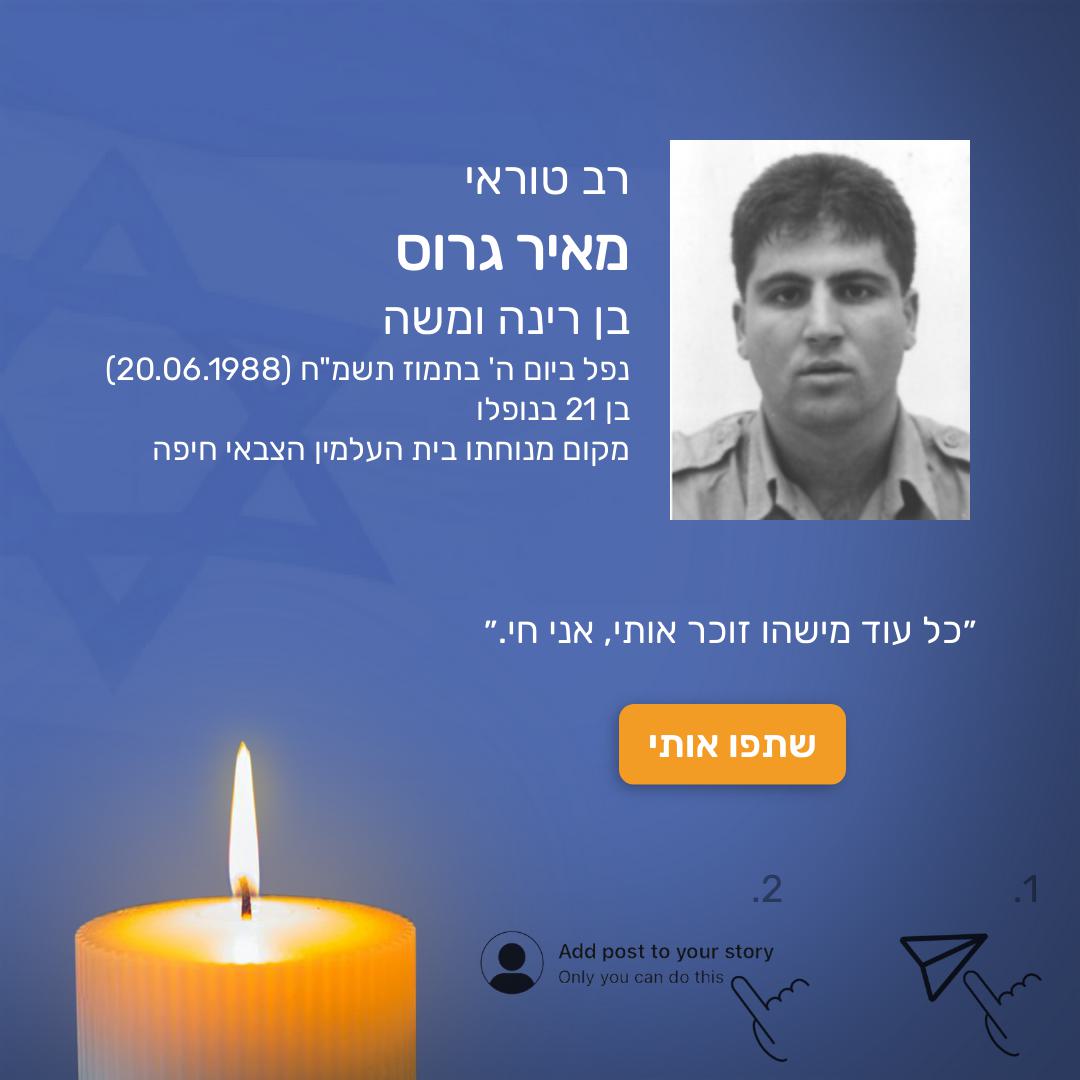 רב טוראי
מאיר גרוס
בן רינה ומשה
נפל ביום ה' בתמוז תשמ"ח (20.06.1988)
בן 21 בנופלו
מקום מנוחתו בית העלמין הצבאי חיפה
״כל עוד מישהו זוכר אותי, אני חי.״
שתפו אותי
1.
2.
Add post to your story
Only you can do this